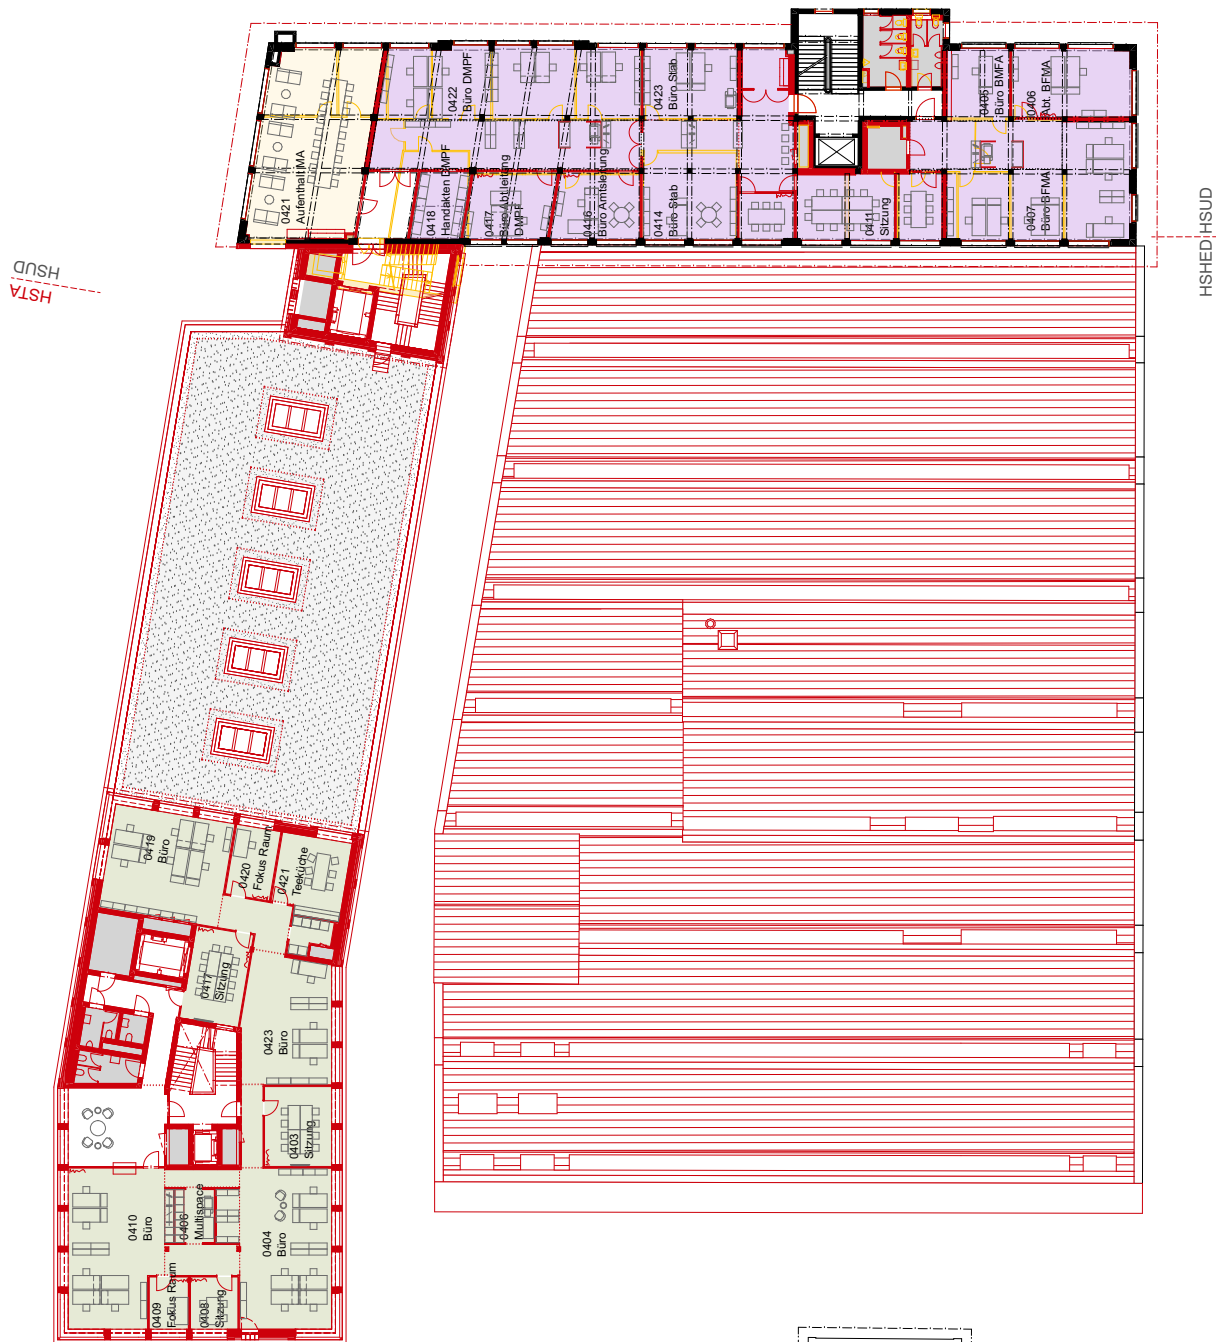 0422
Büro DMPF
0423
Büro Stab
0405
Büro BMFA
0406
Abt. BFMA
0421
Aufenthalt MA
0418
Handakten DMPF
0417
Büro Abtleitung
DMPF
0416
Büro Amtsleitung
0414
Büro Stab
0411
Sitzung
0407
Büro BFMA
HSUD
HSTA
HSHED HSUD
0419
Büro
0420
Fokus Raum
0421
Teeküche
0417
Sitzung
0423
Büro
0403
Sitzung
0410
Büro
0406
Multispace
0404
Büro
0409
Fokus Raum
0408
Sitzung